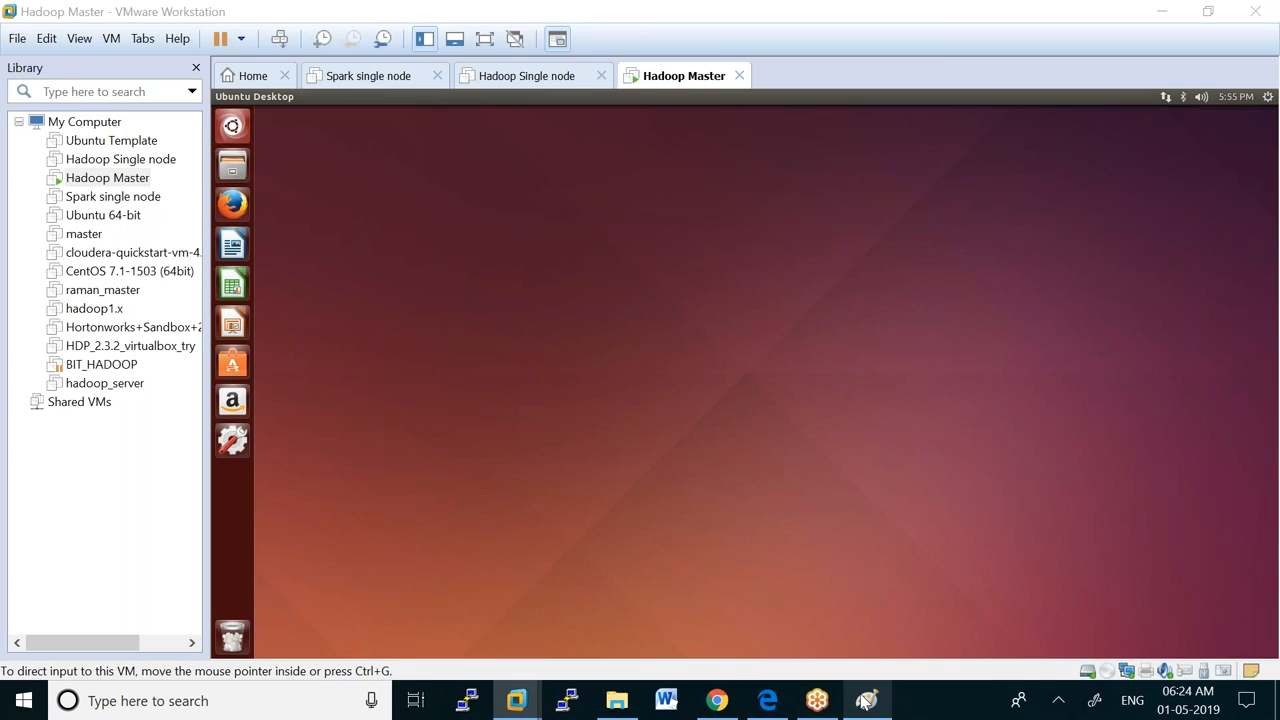 Hadoop Master - VMware Workstation
File Edit View VM Tabs Help
Library
Type here to search
My Computer
Ubuntu Template
Hadoop Single node
Hadoop Master
Spark single node
Ubuntu 64-bit
master
cloudera-quickstart-vm-4.
CentOS 7.1-1503 (64bit)
raman_master
hadoop1.x
Hortonworks+Sandbox+2
HDP_2.3.2_virtualbox_try
BIT_HADOOP
hadoop_server
Shared VMs
Home Spark single node Hadoop Single node Hadoop Master
Ubuntu Desktop 5:55 PM
To direct input to this VM, move the mouse pointer inside or press Ctrl+G.
Type here to search
ENG
06:24 AM
01-05-2019